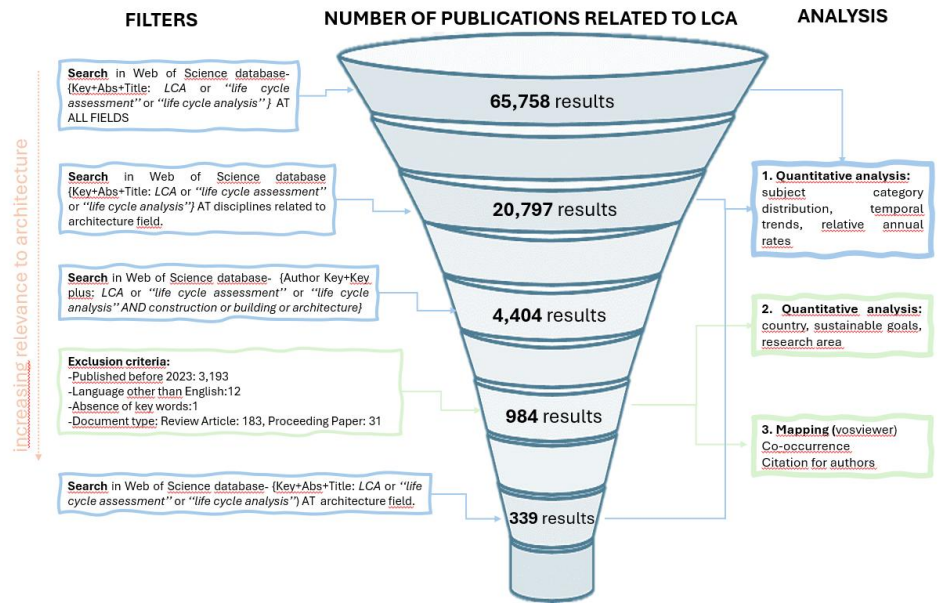 FILTERS
NUMBER OF PUBLICATIONS RELATED TO LCA
ANALYSIS
increasing relevance to architecture
Search in Web of Science database-
{Key+Abs+Title: LCA or ‘‘life cycle
assessment’’ or ‘‘life cycle analysis’’ } AT
ALL FIELDS
65,758 results
Search in Web of Science database
{Key+Abs+Title: LCA or ‘‘life cycle assessment’’
or ‘‘life cycle analysis’’} AT disciplines related to
architecture field.
20,797 results
1. Quantitative analysis:
subject category
distribution, temporal
trends, relative annual
rates
Search in Web of Science database- {Author Key+Key
plus: LCA or ‘‘life cycle assessment’’ or ‘‘life cycle
analysis’’ AND construction or building or architecture}
4,404 results
2. Quantitative analysis:
country, sustainable goals,
research area
Exclusion criteria:
-Published before 2023: 3,193
-Language other than English:12
-Absence of key words:1
-Document type: Review Article: 183, Proceeding Paper: 31
984 results
3. Mapping (vosviewer)
Co-occurrence
Citation for authors
Search in Web of Science database- {Key+Abs+Title: LCA or ‘‘life
cycle assessment’’ or ‘‘life cycle analysis’’) AT architecture field.
339 results